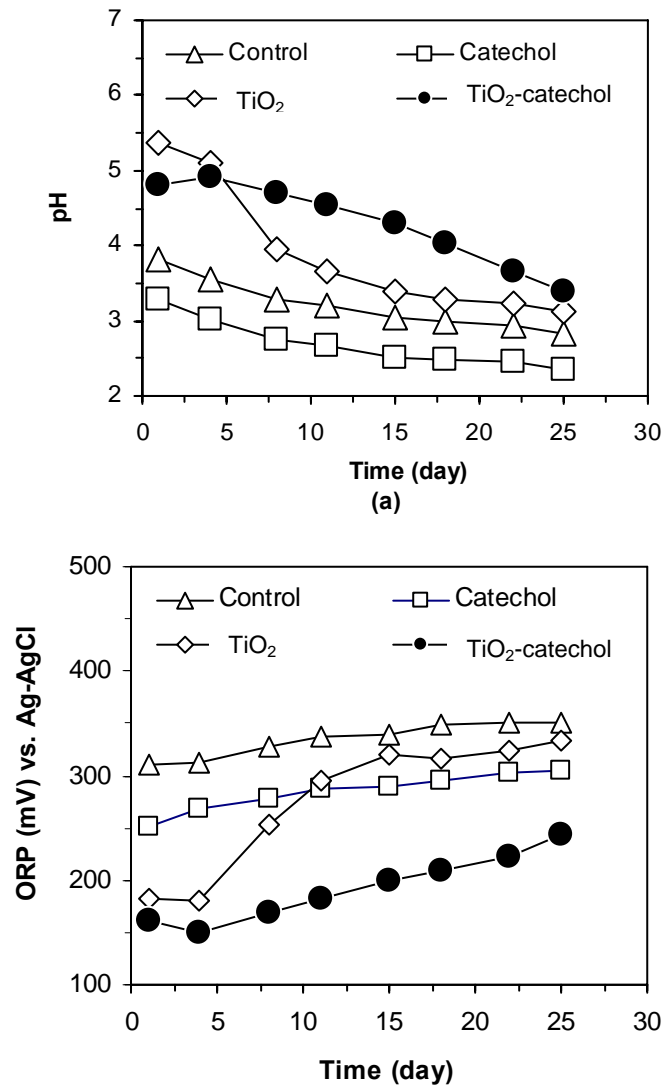 7
6
5
4
3
2
pH
Control
Catechol
TiO₂
TiO₂-catechol
0 5 10 15 20 25 30
Time (day)
(a)
500
400
300
200
100
ORP (mV) vs. Ag-AgCl
Control
Catechol
TiO₂
TiO₂-catechol
0 5 10 15 20 25 30
Time (day)